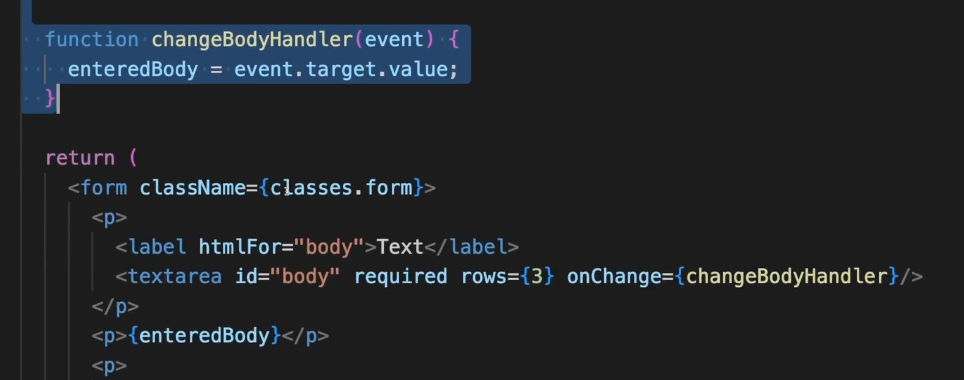 function changeBodyHandler(event) {
enteredBody = event.target.value;
}
return (
<form className={classes.form}>
<p>
<label htmlFor="body">Text</label>
<textarea id="body" required rows={3} onChange={changeBodyHandler}/>
</p>
<p>{enteredBody}</p>
<p>